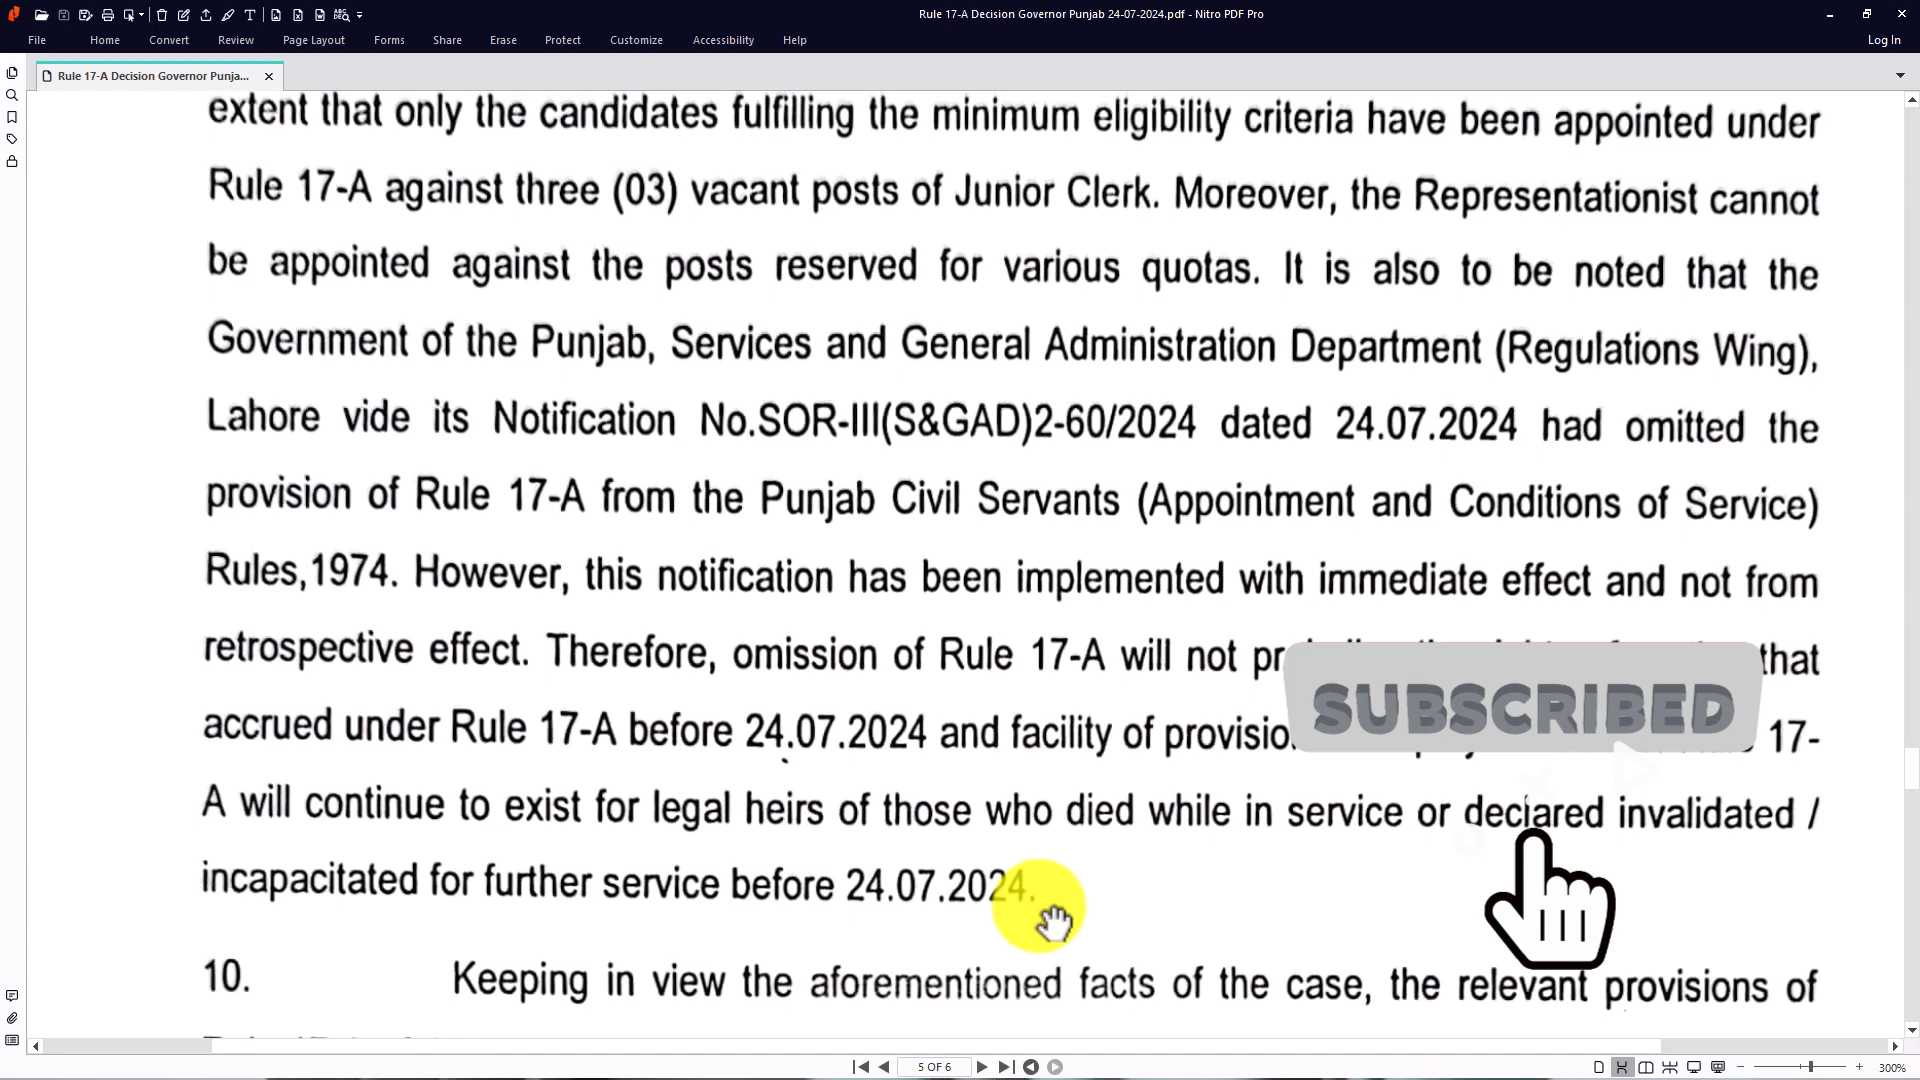 Rule 17-A Decision Governor Punjab 24-07-2024.pdf - Nitro PDF Pro
File Home Convert Review Page Layout Forms Share Erase Protect Customize Accessibility Help Log In
Rule 17-A Decision Governor Punja...
extent that only the candidates fulfilling the minimum eligibility criteria have been appointed under
Rule 17-A against three (03) vacant posts of Junior Clerk. Moreover, the Representationist cannot
be appointed against the posts reserved for various quotas. It is also to be noted that the
Government of the Punjab, Services and General Administration Department (Regulations Wing),
Lahore vide its Notification No.SOR-III(S&GAD)2-60/2024 dated 24.07.2024 had omitted the
provision of Rule 17-A from the Punjab Civil Servants (Appointment and Conditions of Service)
Rules,1974. However, this notification has been implemented with immediate effect and not from
retrospective effect. Therefore, omission of Rule 17-A will not that
SUBSCRIBED
accrued under Rule 17-A before 24.07.2024 and facility of 17-
A will continue to exist for legal heirs of those who died while in service or declared invalidated /
incapacitated for further service before 24.07.2024.
10. Keeping in view the aforementioned facts of the case, the relevant provisions of
5 OF 6
300%